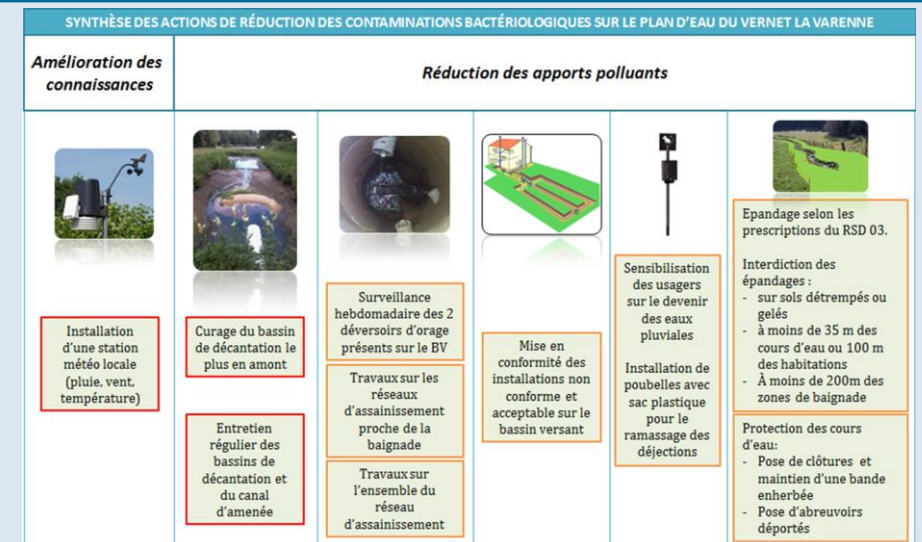 SYNTHÈSE DES ACTIONS DE RÉDUCTION DES CONTAMINATIONS BACTÉRIOLOGIQUES SUR LE PLAN D'EAU DU VERNET LA VARENNE
Amélioration des
connaissances
Réduction des apports polluants
Installation
d'une station
météo locale
(pluie, vent,
température)
Curage du bassin
de décantation le
plus en amont
Entretien
régulier des
bassins de
décantation et
du canal
d'amenée
Surveillance
hebdomadaire des 2
déversoirs d'orage
présents sur le BV
Travaux sur les
réseaux
d'assainissement
proche de la
baignade
Travaux sur
l'ensemble du
réseau
d'assainissement
Mise en
conformité des
installations non
conforme et
acceptable sur le
bassin versant
Sensibilisation
des usagers
sur le devenir
des eaux
pluviales
Installation de
poubelles avec
sac plastique
pour le
ramassage des
déjections
Epandage selon les
prescriptions du RSD 03.
Interdiction des
épandages :
- sur sols détrempés ou
gelés
- à moins de 35 m des
cours d'eau ou 100 m
des habitations
- À moins de 200m des
zones de baignade
Protection des cours
d'eau:
- Pose de clôtures et
maintien d'une bande
enherbée
- Pose d'abreuvoirs
déportés